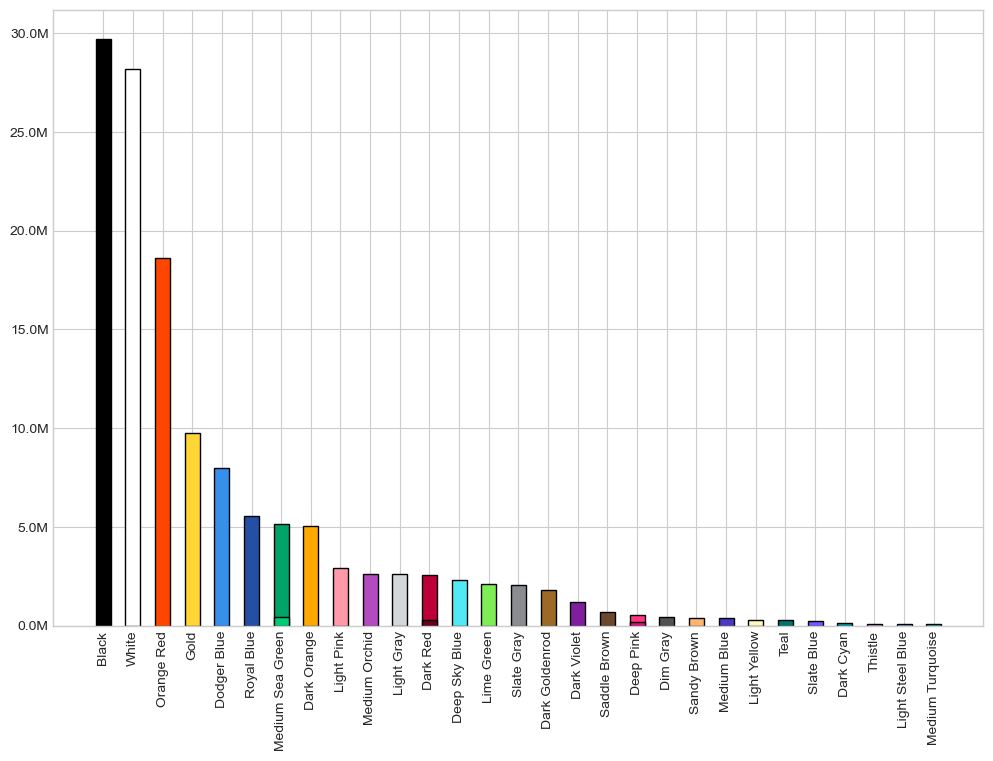 30.0M
25.0M
20.0M
15.0M
10.0M
5.0M
0.0M
Black
White
Orange Red
Gold
Dodger Blue
Royal Blue
Medium Sea Green
Dark Orange
Light Pink
Medium Orchid
Light Gray
Dark Red
Deep Sky Blue
Lime Green
Slate Gray
Dark Goldenrod
Dark Violet
Saddle Brown
Deep Pink
Dim Gray
Sandy Brown
Medium Blue
Light Yellow
Teal
Slate Blue
Dark Cyan
Thistle
Light Steel Blue
Medium Turquoise